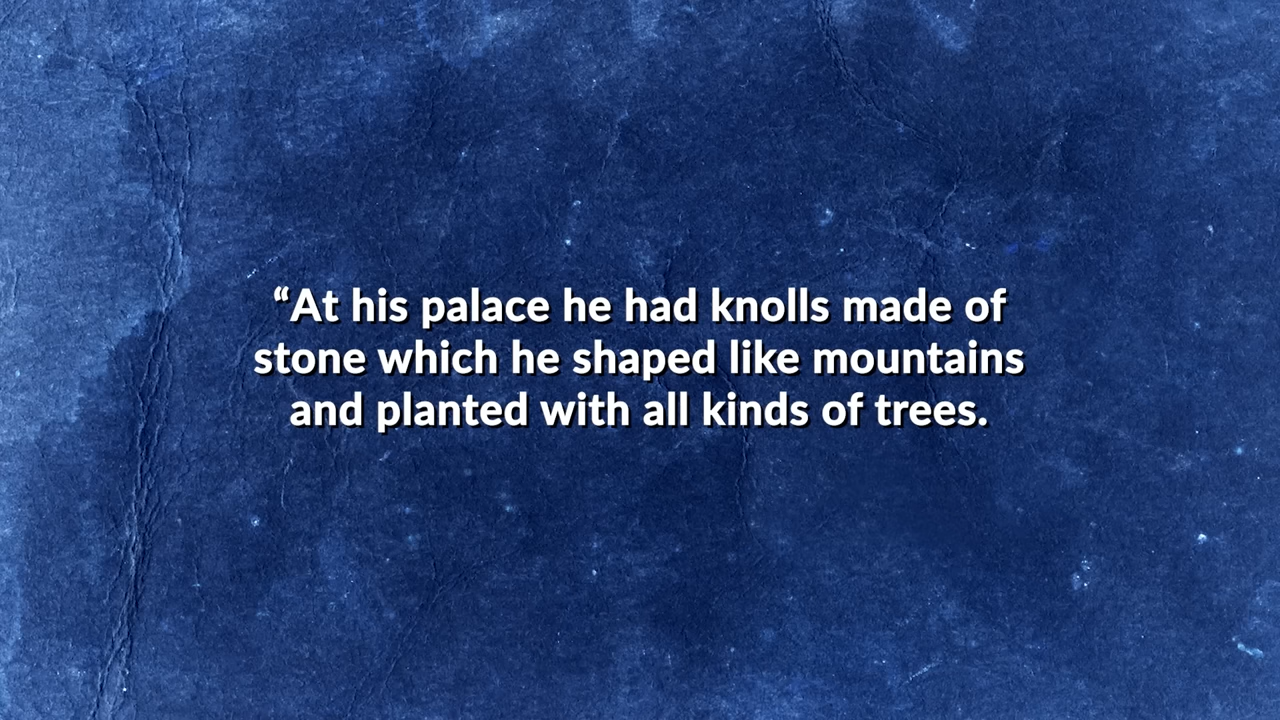 “At his palace he had knolls made of
stone which he shaped like mountains
and planted with all kinds of trees.